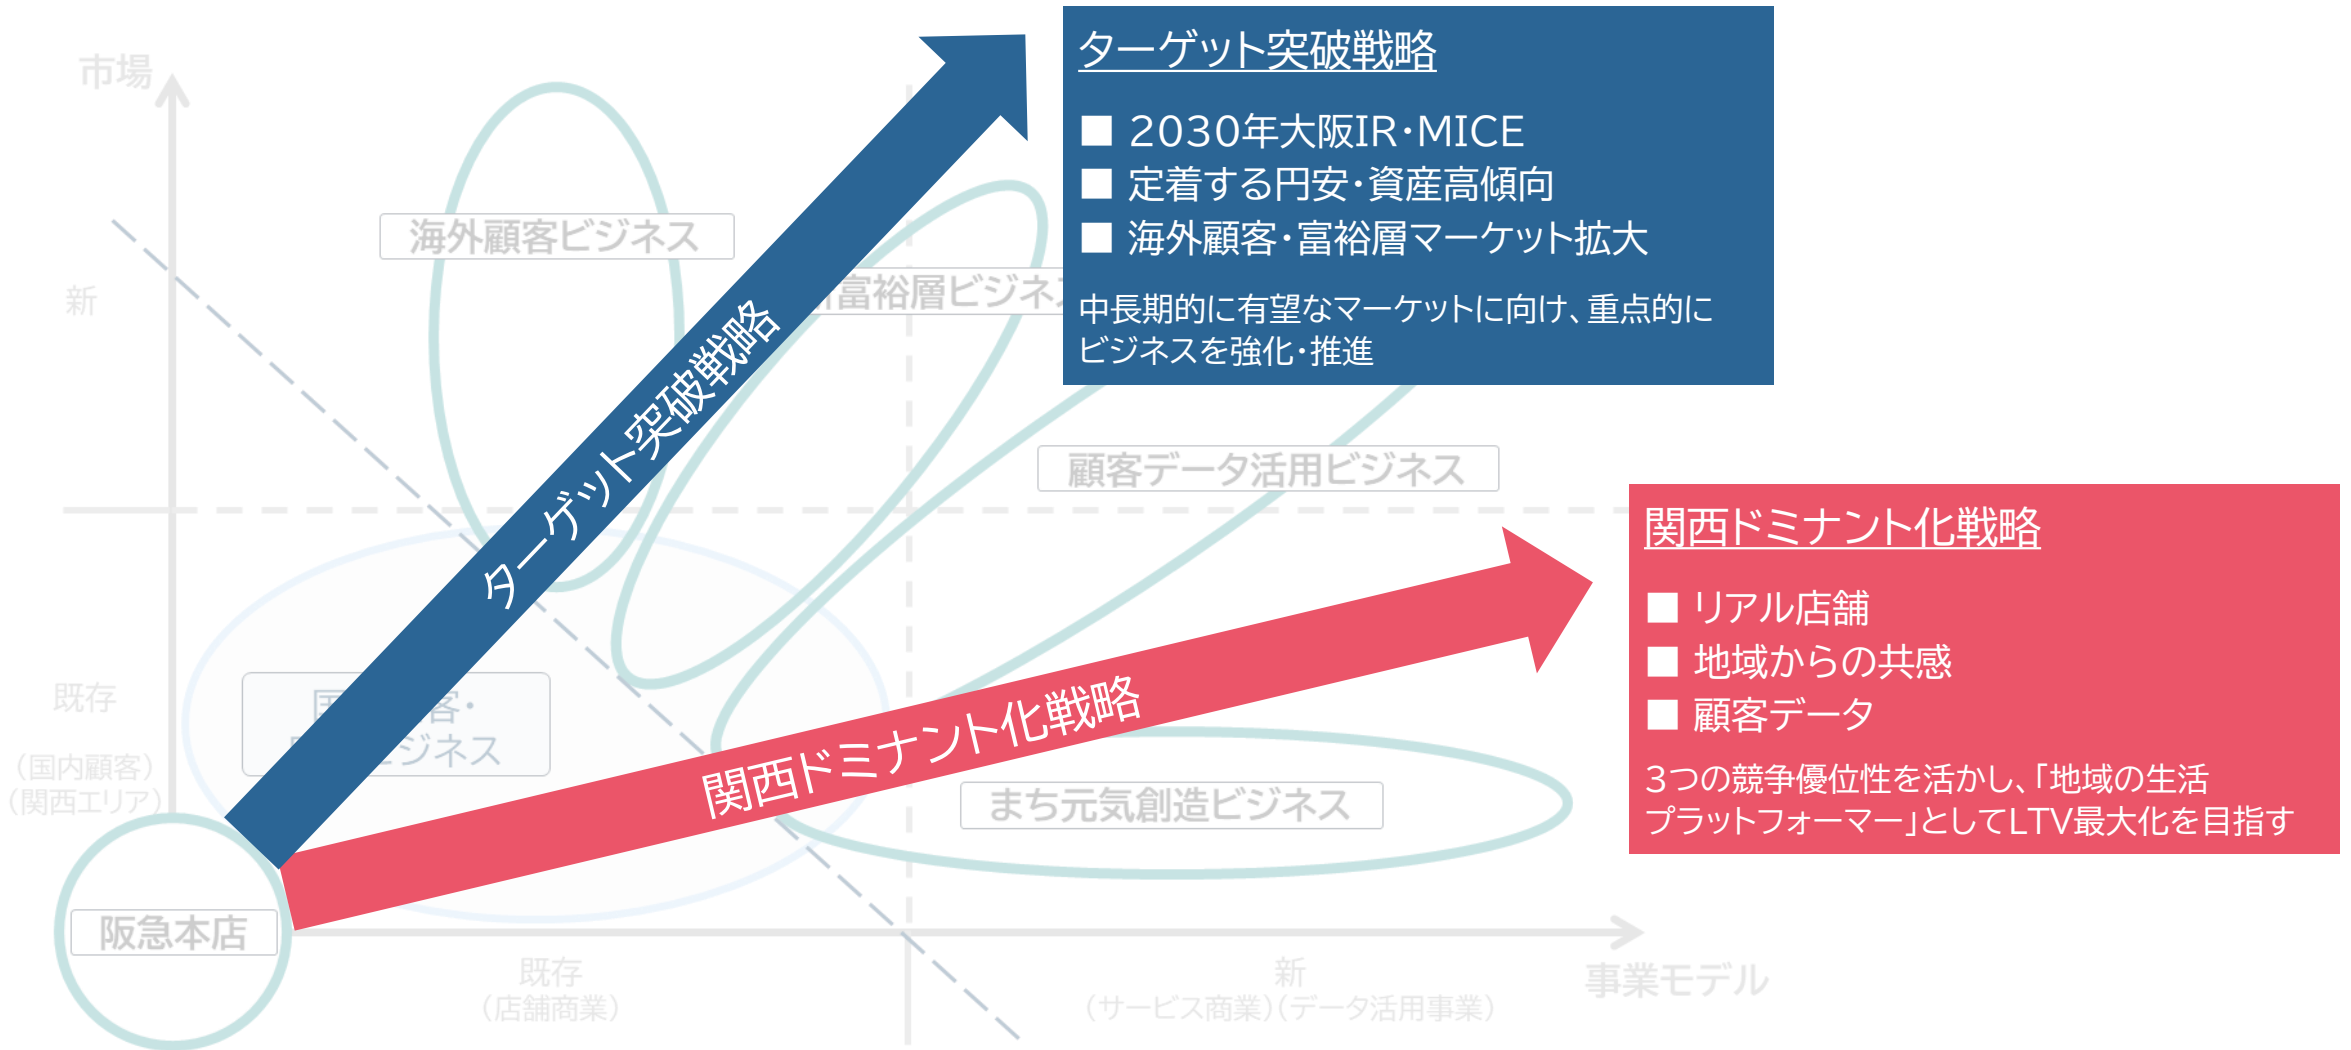 市場
新
既存
（国内顧客）
（関西エリア）
海外顧客ビジネス
富裕層ビジネ
顧客データ活用ビジネス
まち元気創造ビジネス
客・
ビジネス
阪急本店
ターゲット突破戦略
関西ドミナント化戦略
ターゲット突破戦略
■ 2030年大阪IR・MICE
■ 定着する円安・資産高傾向
■ 海外顧客・富裕層マーケット拡大
中長期的に有望なマーケットに向け、重点的に
ビジネスを強化・推進
関西ドミナント化戦略
■ リアル店舗
■ 地域からの共感
■ 顧客データ
3つの競争優位性を活かし、「地域の生活
プラットフォーマー」としてLTV最大化を目指す
既存
（店舗商業）
新
（サービス商業）（データ活用事業）
事業モデル